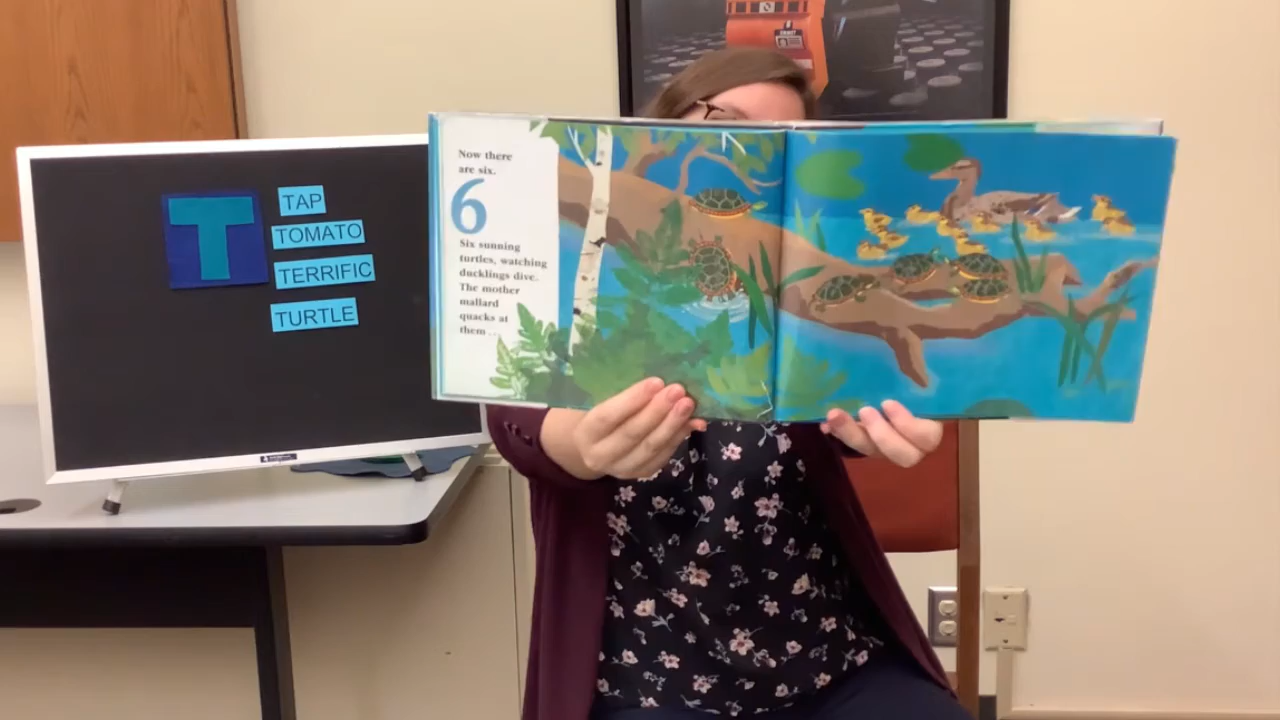 T
TAP
TOMATO
TERRIFIC
TURTLE
Now there
are six.
6
Six sunning
turtles, watching
ducklings dive.
The mother
mallard
quacks at
them . . .